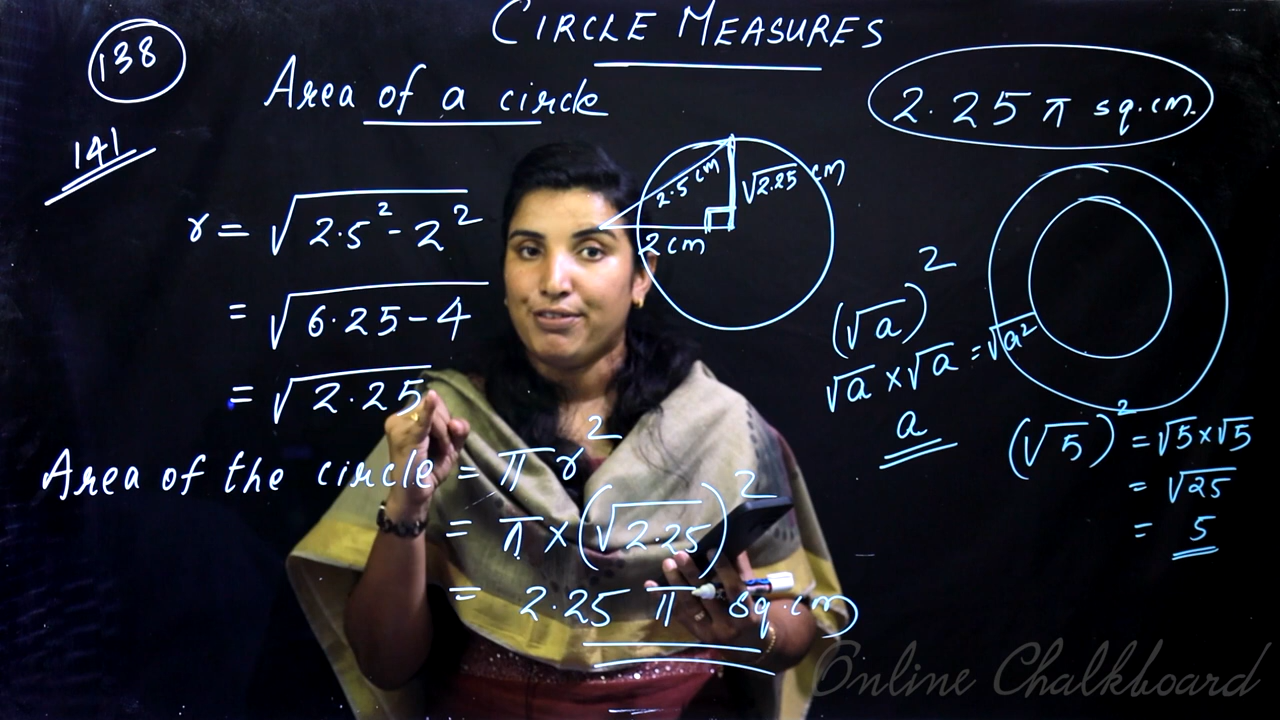 CIRCLE MEASURES
138
Area of a circle
2.25 π sq.cm.
141
2.5 cm
√2.25 cm
2 cm
r = √2.5² - 2²
= √6.25 - 4
= √2.25
Area of the circle = πr²
= π × (√2.25)²
= 2.25 π sq.cm
(√a)²
√a × √a = √a²
a
(√5)² = √5 × √5
= √25
= 5
Online Chalkboard